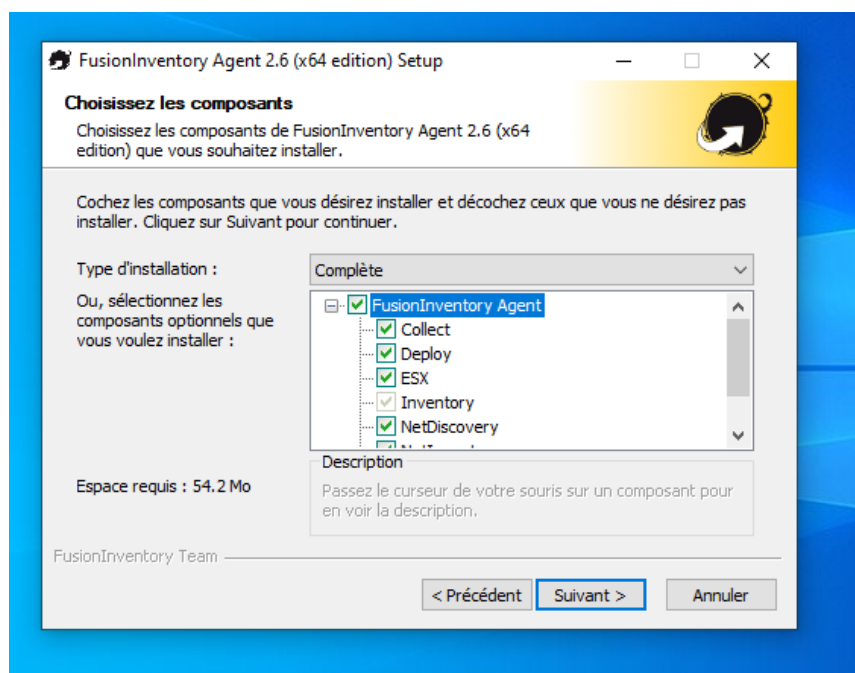 FusionInventory Agent 2.6 (x64 edition) Setup
Choisissez les composants
Choisissez les composants de FusionInventory Agent 2.6 (x64
edition) que vous souhaitez installer.
Cochez les composants que vous désirez installer et décochez ceux que vous ne désirez pas
installer. Cliquez sur Suivant pour continuer.
Type d'installation :
Complète
Ou, sélectionnez les
composants optionnels que
vous voulez installer :
FusionInventory Agent
Collect
Deploy
ESX
Inventory
NetDiscovery
Espace requis : 54.2 Mo
Description
Passez le curseur de votre souris sur un composant pour
en voir la description.
FusionInventory Team
< Précédent
Suivant >
Annuler